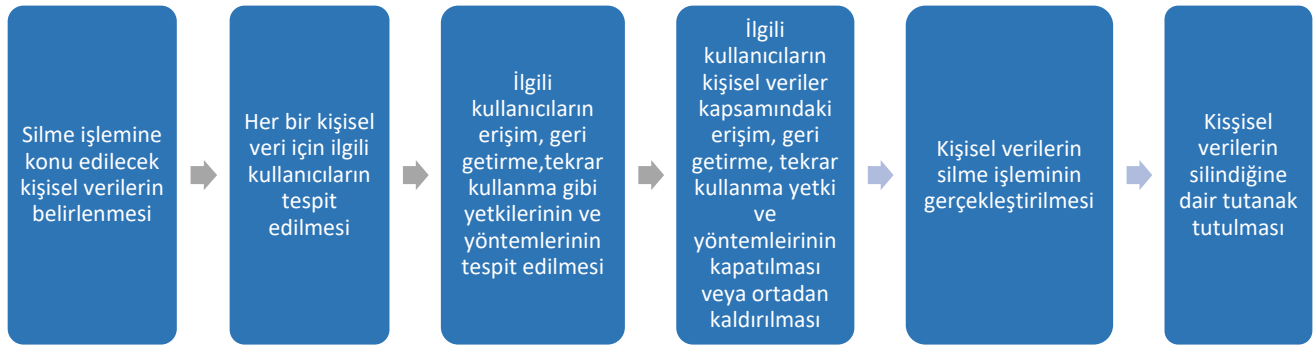 Silme işlemine
konu edilecek
kişisel verilerin
belirlenmesi
Her bir kişisel
veri için ilgili
kullanıcıların
tespit
edilmesi
İlgili
kullanıcıların
erişim, geri
getirme,tekrar
kullanma gibi
yetkilerinin ve
yöntemlerinin
tespit edilmesi
İlgili
kullanıcıların
kişisel veriler
kapsamındaki
erişim, geri
getirme, tekrar
kullanma yetki
ve
yöntemleirinin
kapatılması
veya ortadan
kaldırılması
Kişisel verilerin
silme işleminin
gerçekleştirilmesi
Kisşisel
verilerin
silindiğine
dair tutanak
tutulması